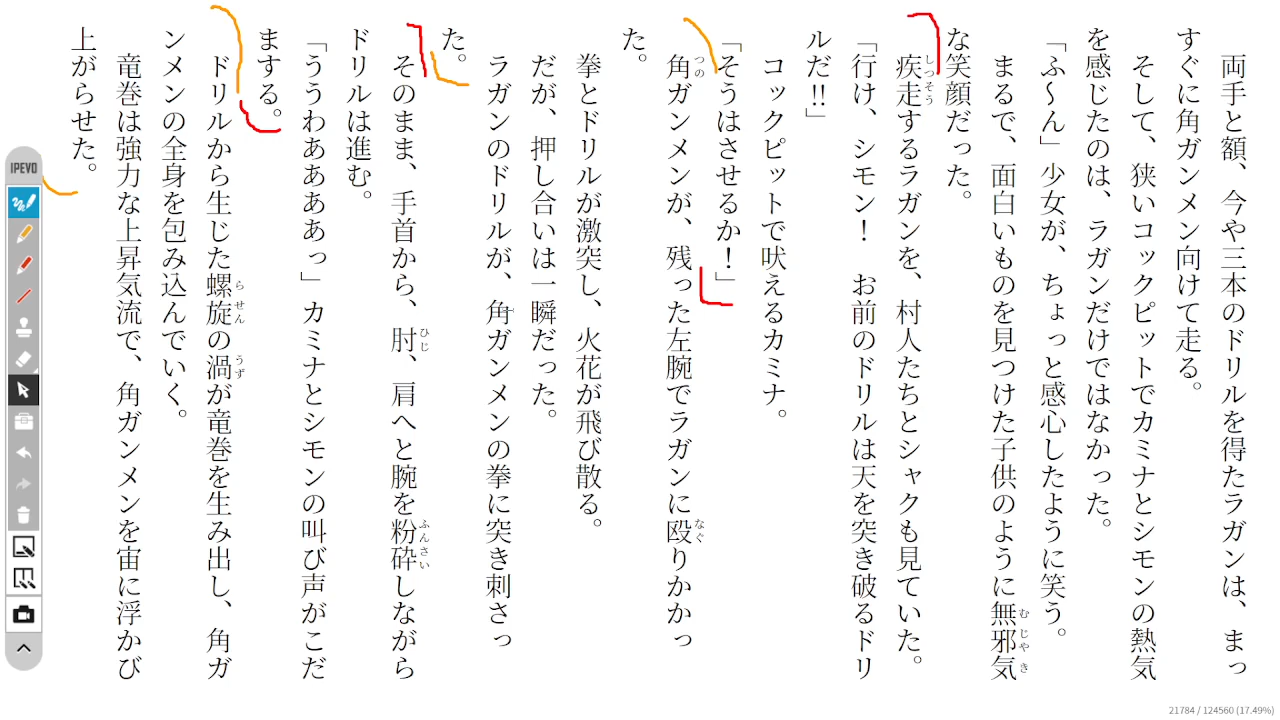 両手と額、今や三本のドリルを得たラガンは、まっ
すぐに角ガンメン向けて走る。
そして、狭いコックピットでカミナとシモンの熱気
を感じたのは、ラガンだけではなかった。
「ふ〜ん」少女が、ちょっと感心したように笑う。
まるで、面白いものを見つけた子供のように無邪気
な笑顔だった。
疾走するラガンを、村人たちとシャクも見ていた。
「行け、シモン！　お前のドリルは天を突き破るドリ
ルだ!!」
コックピットで吠えるカミナ。
「そうはさせるか！」
角ガンメンが、残った左腕でラガンに殴りかかっ
た。
拳とドリルが激突し、火花が飛び散る。
だが、押し合いは一瞬だった。
ラガンのドリルが、角ガンメンの拳に突き刺さっ
た。
そのまま、手首から、肘、肩へと腕を粉砕しながら
ドリルは進む。
「ううわああああっ」カミナとシモンの叫び声がこだ
まする。
ドリルから生じた螺旋の渦が竜巻を生み出し、角ガ
ンメンの全身を包み込んでいく。
竜巻は強力な上昇気流で、角ガンメンを宙に浮かび
上がらせた。
IPEVO
21784 / 124560 (17.49%)